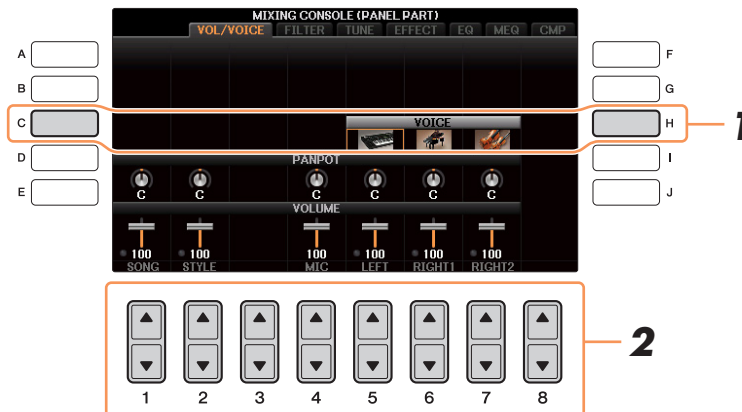 MIXING CONSOLE (PANEL PART)
VOL/VOICE FILTER TUNE EFFECT EQ MEQ CMP
A F
B G
C H
1
VOICE
D I
PANPOT
E J
C C C C C C
VOLUME
100 100 100 100 100 100
SONG STYLE MIC LEFT RIGHT1 RIGHT2
2
1 2 3 4 5 6 7 8